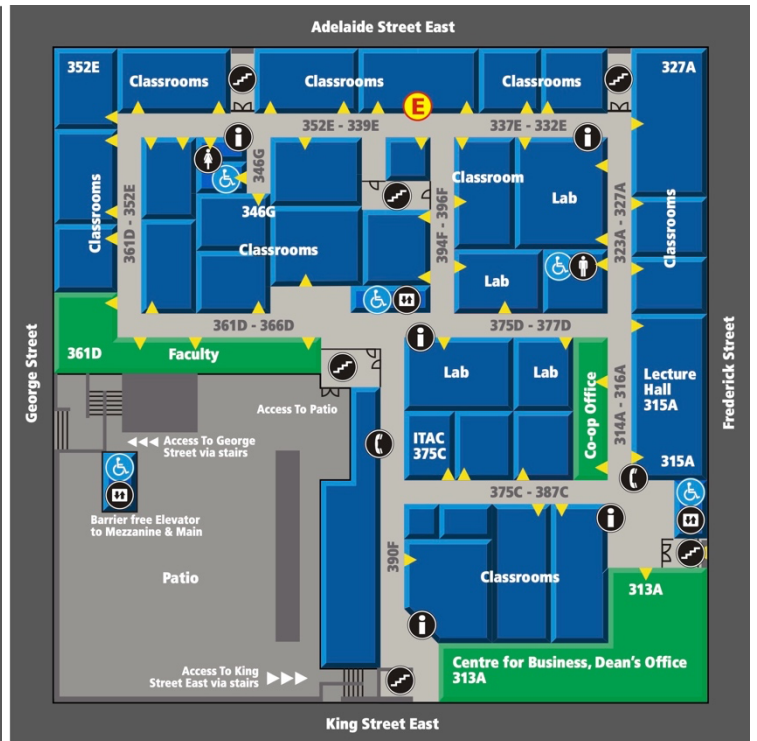 Adelaide Street East
352E
Classrooms
Classrooms
Classrooms
327A
E
352E - 339E
337E - 332E
346G
346G
Classrooms
361D - 352E
Classrooms
394F - 396F
Classroom
Lab
Lab
323A - 327A
Classrooms
361D - 366D
375D - 377D
George Street
Frederick Street
361D
Faculty
Lab
Lab
Co-op Office
314A - 316A
Lecture
Hall
315A
315A
Access To Patio
Access To George
Street via stairs
ITAC
375C
375C - 387C
Barrier free Elevator
to Mezzanine & Main
Patio
390F
Classrooms
313A
Centre for Business, Dean's Office
313A
Access To King
Street East via stairs
King Street East